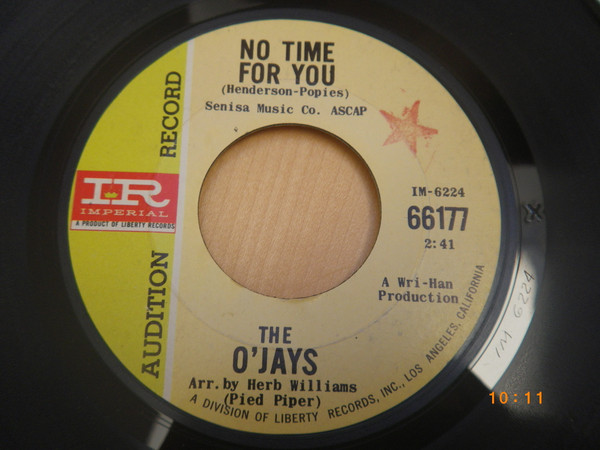 NO TIME
FOR YOU
(Henderson-Popies)
Senisa Music Co. ASCAP
AUDITION RECORD
IR
IMPERIAL
A PRODUCT OF LIBERTY RECORDS
IM-6224
66177
2:41
A Wri-Han
Production
THE
O'JAYS
Arr. by Herb Williams
(Pied Piper)
A DIVISION OF LIBERTY RECORDS, INC., LOS ANGELES, CALIFORNIA
IM 6224
10:11